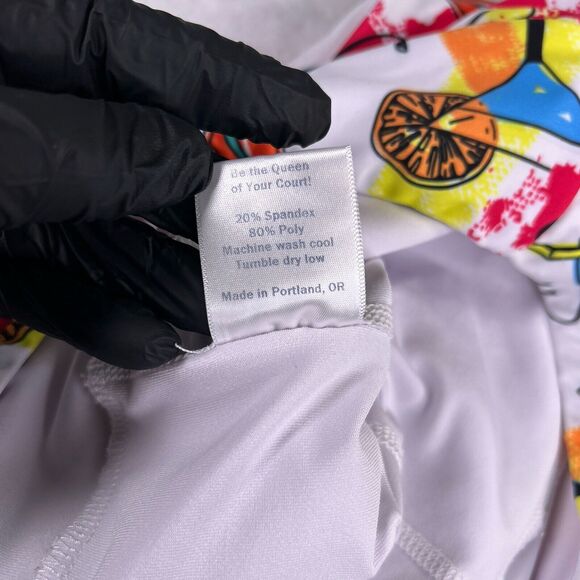 Be the Queen
of Your Court!
20% Spandex
80% Poly
Machine wash cool
Tumble dry low
Made in Portland, OR